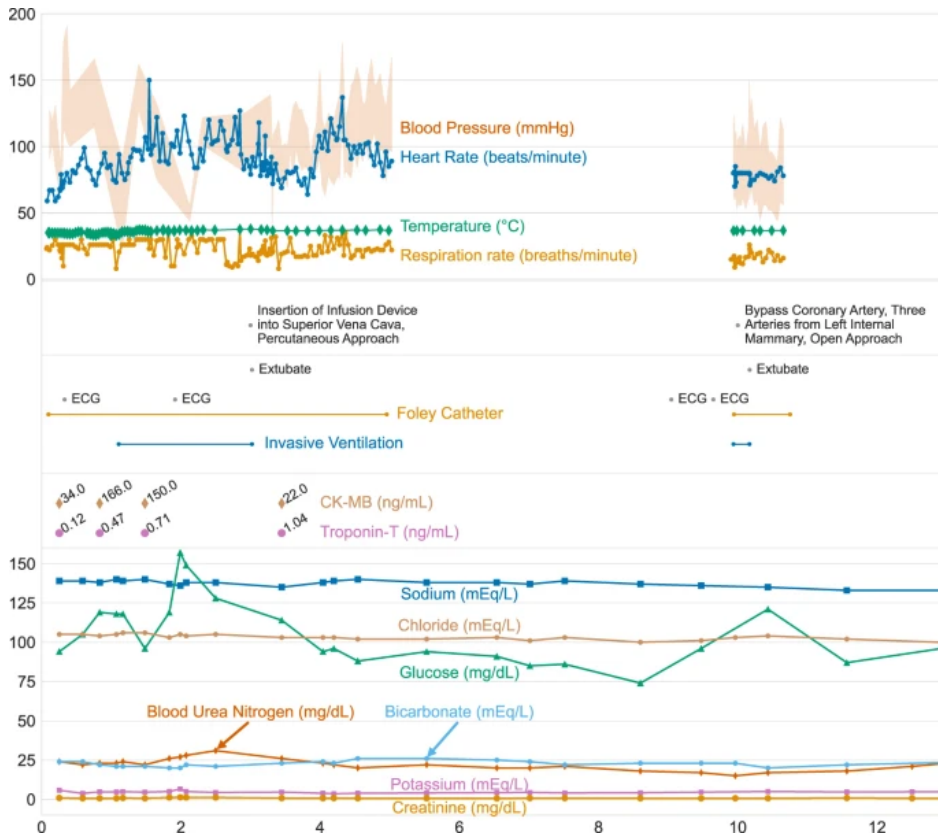 200
150
100
50
0
Blood Pressure (mmHg)
Heart Rate (beats/minute)
Temperature (°C)
Respiration rate (breaths/minute)
Insertion of Infusion Device
into Superior Vena Cava,
Percutaneous Approach
Bypass Coronary Artery, Three
Arteries from Left Internal
Mammary, Open Approach
Extubate
Extubate
ECG
ECG
ECG
ECG
Foley Catheter
Invasive Ventilation
34.0
166.0
150.0
22.0
CK-MB (ng/mL)
0.12
0.47
0.71
1.04
Troponin-T (ng/mL)
150
125
100
75
50
25
0
Sodium (mEq/L)
Chloride (mEq/L)
Glucose (mg/dL)
Blood Urea Nitrogen (mg/dL)
Bicarbonate (mEq/L)
Potassium (mEq/L)
Creatinine (mg/dL)
0
2
4
6
8
10
12